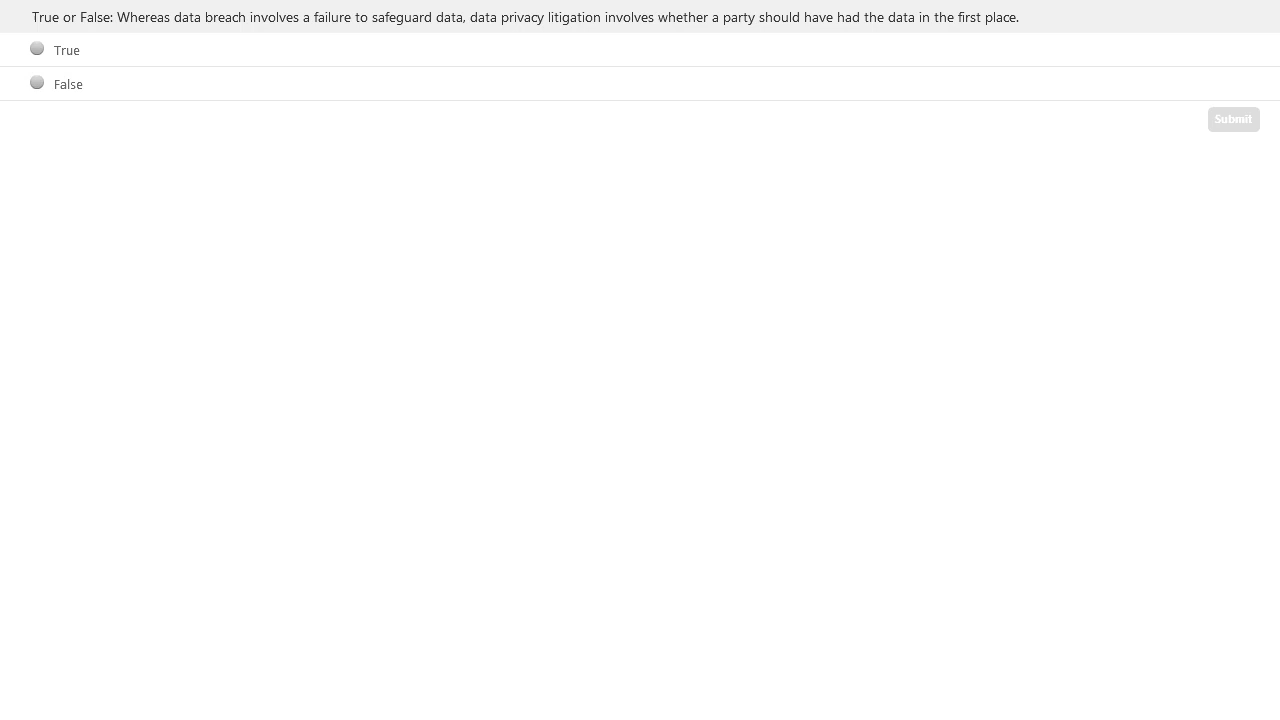 True or False: Whereas data breach involves a failure to safeguard data, data privacy litigation involves whether a party should have had the data in the first place.
True
False
Submit